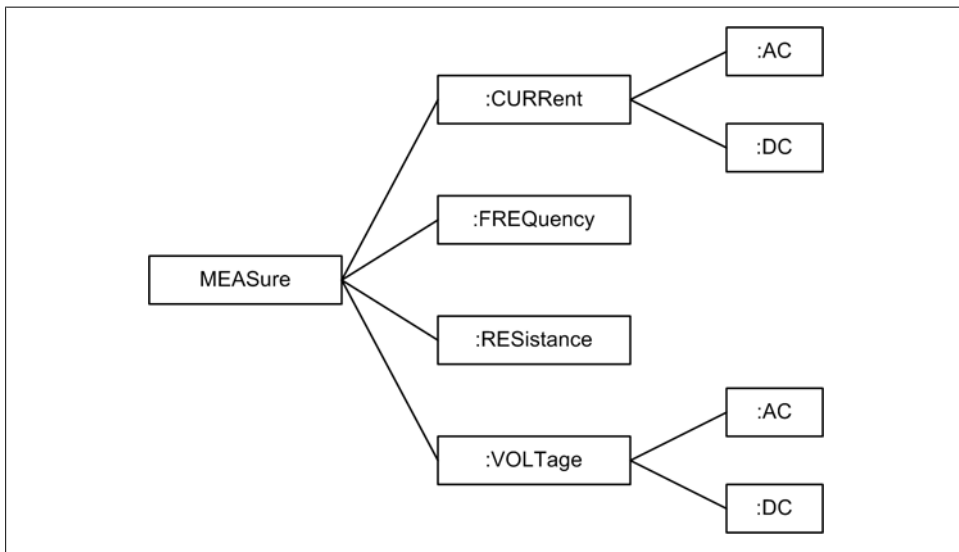 MEASure
:CURRent
:AC
:DC
:FREQuency
:RESistance
:VOLTage
:AC
:DC